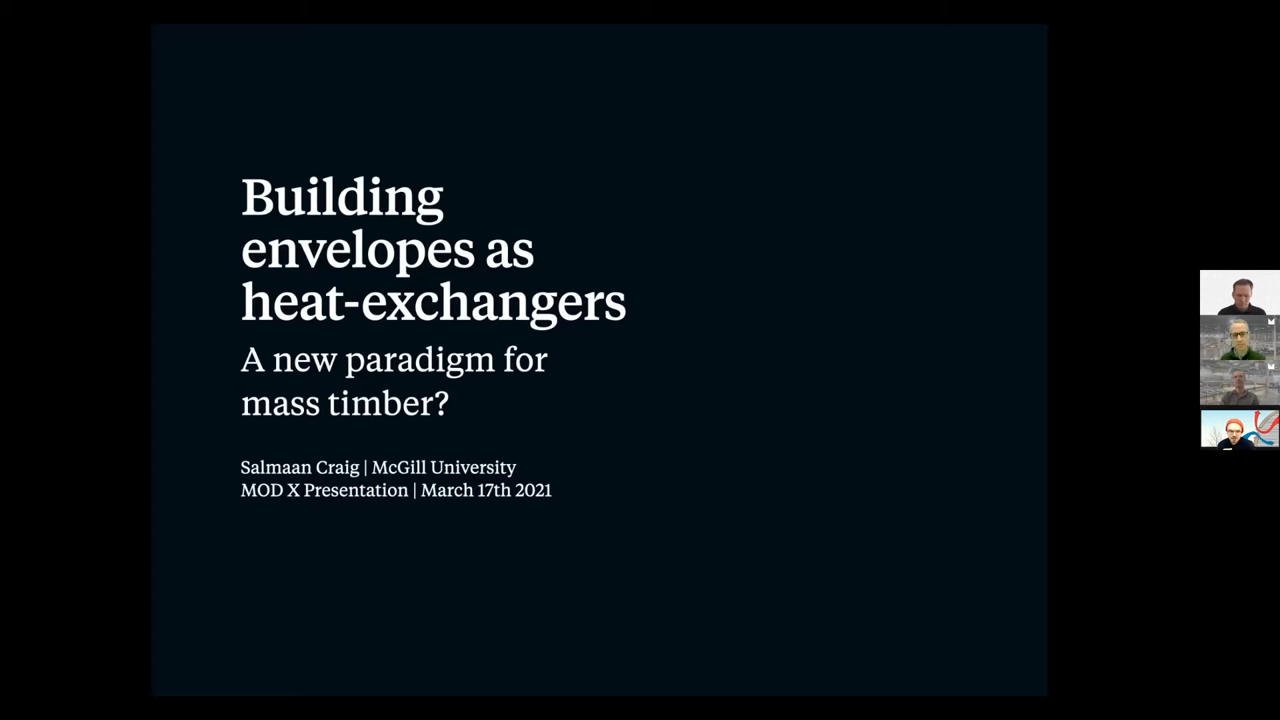 Building
envelopes as
heat-exchangers
A new paradigm for
mass timber?
Salmaan Craig | McGill University
MOD X Presentation | March 17th 2021